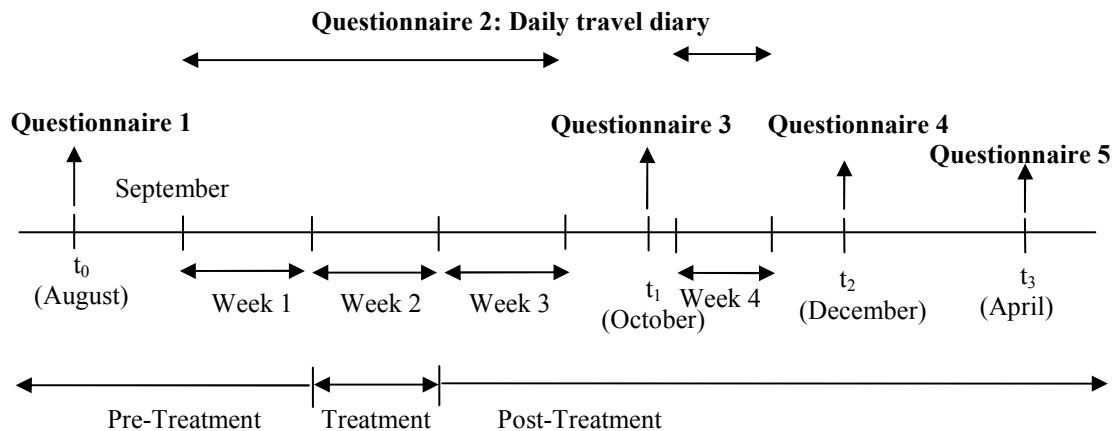 Questionnaire 2: Daily travel diary
Questionnaire 1
Questionnaire 3
Questionnaire 4
Questionnaire 5
September
t0
(August)
Week 1
Week 2
Week 3
t1
(October)
Week 4
t2
(December)
t3
(April)
Pre-Treatment
Treatment
Post-Treatment